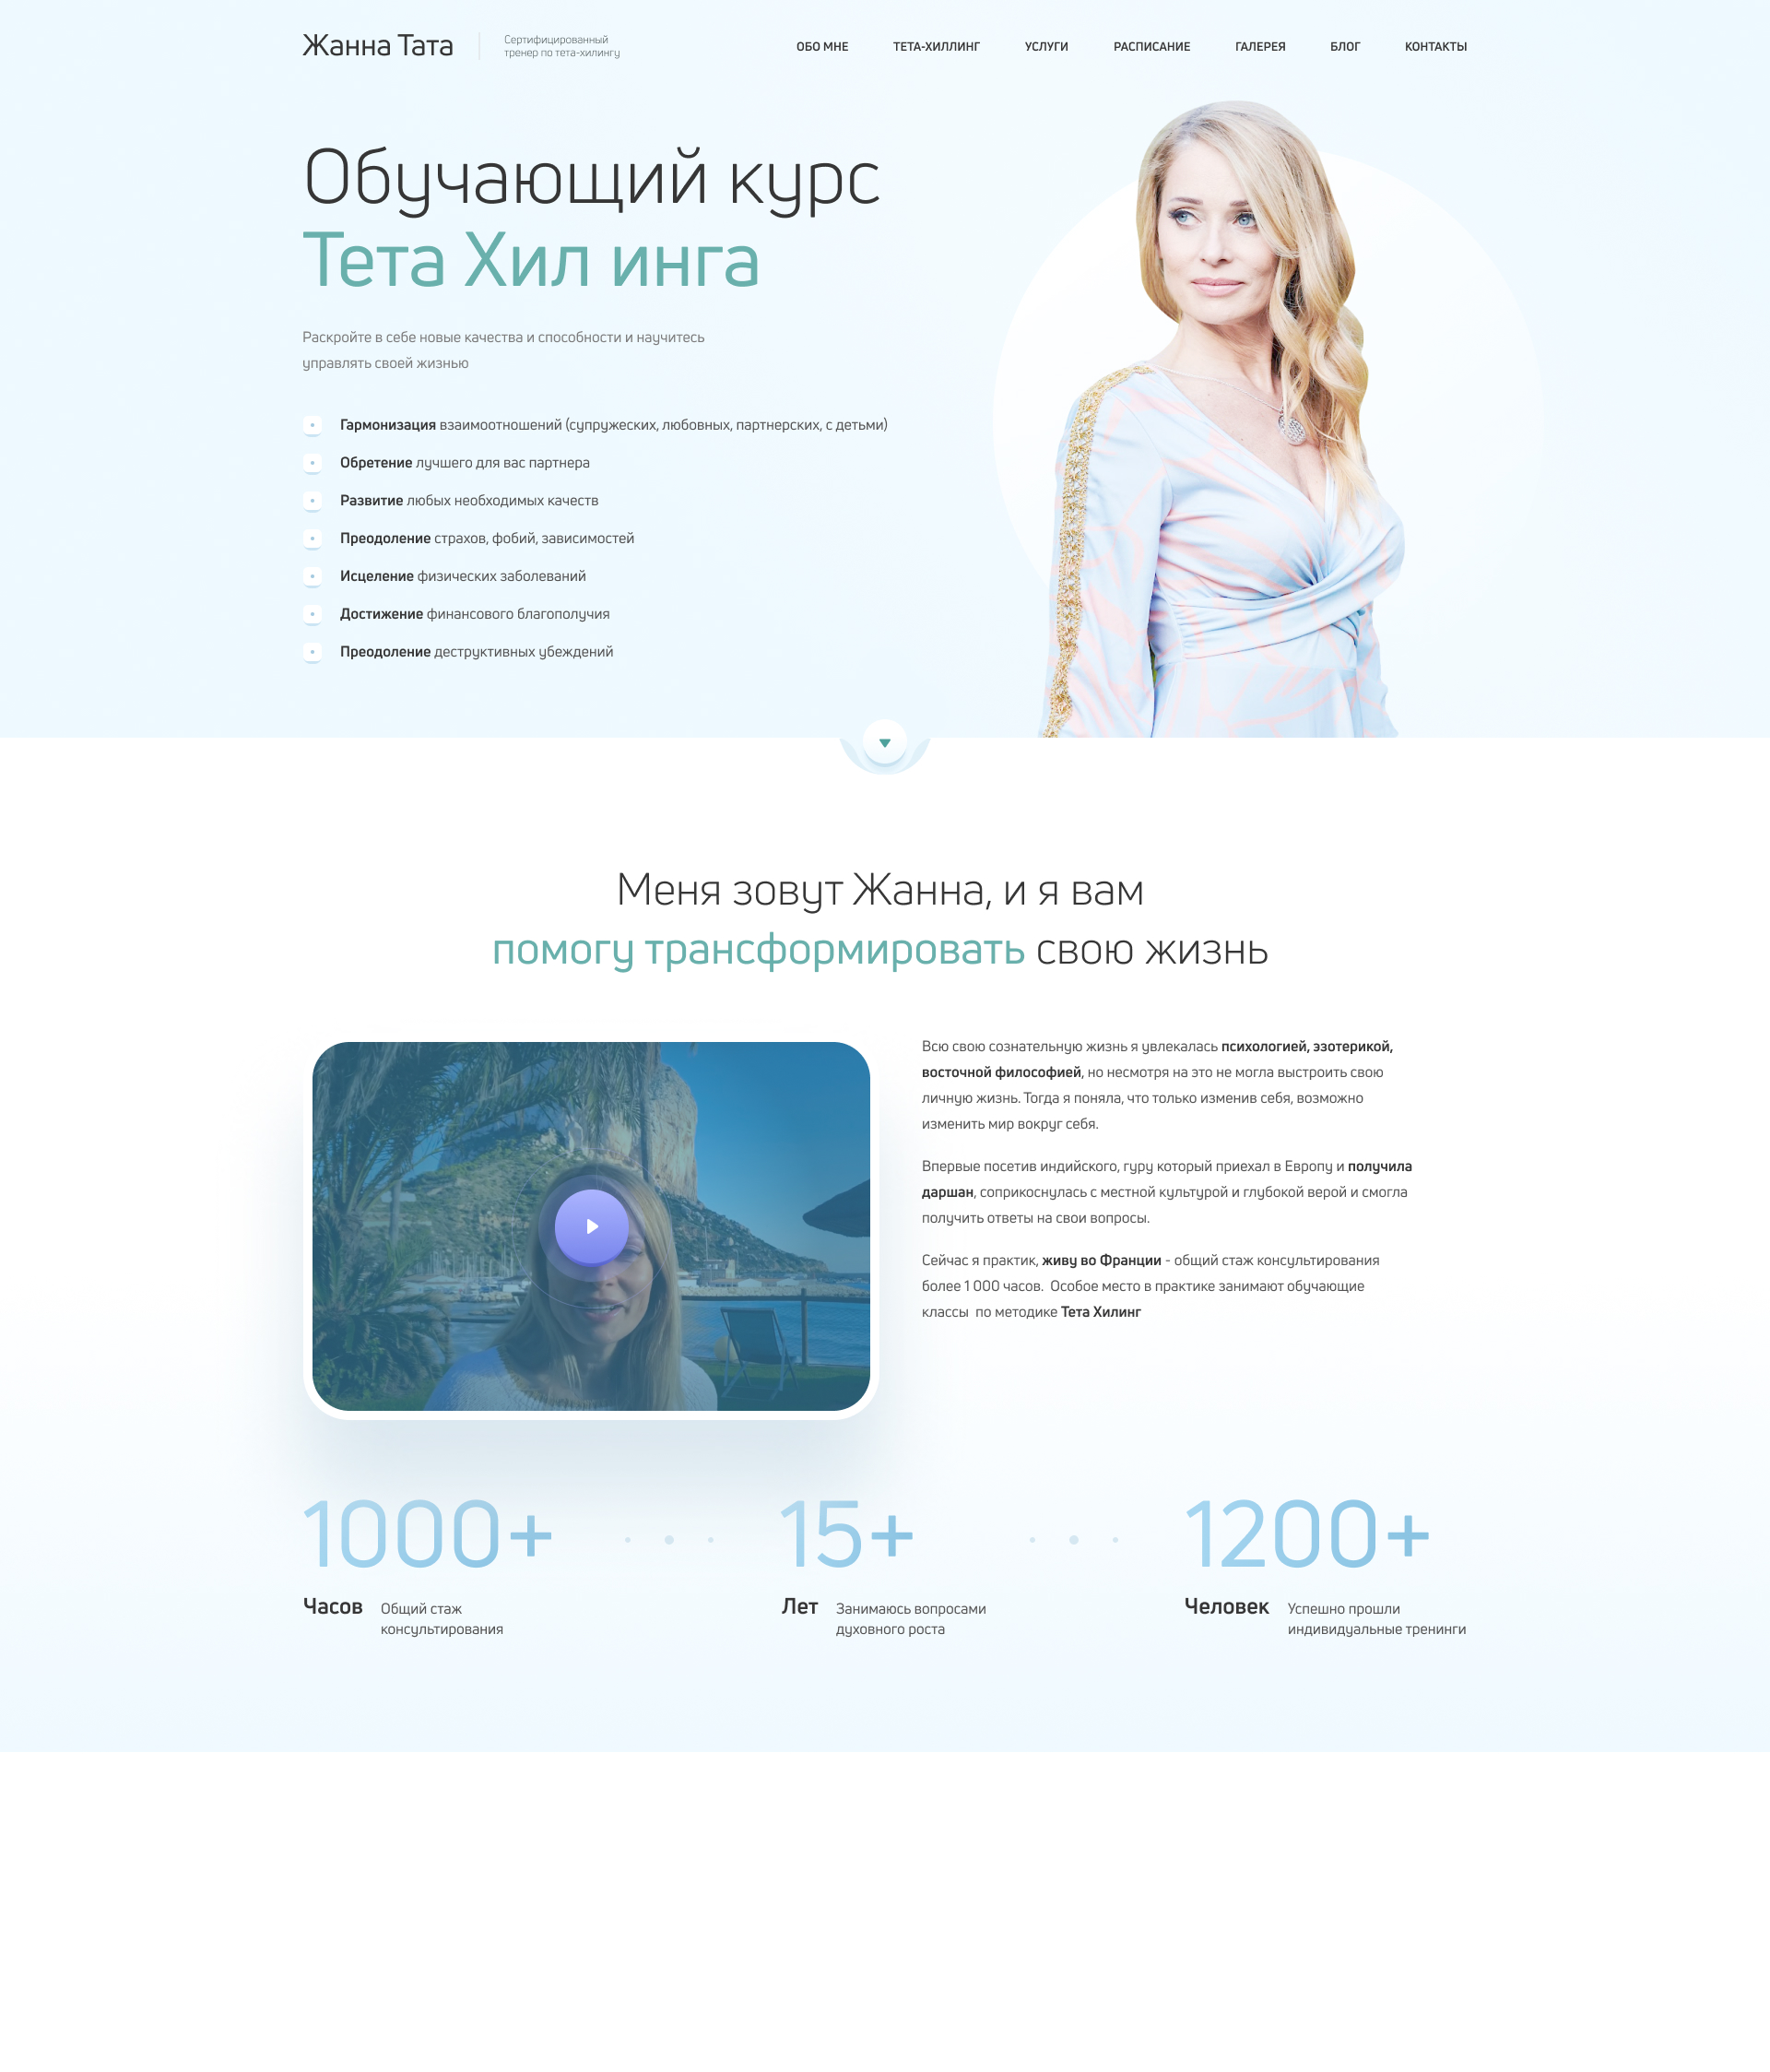 Жанна Тата
Сертифицированный
тренер по тета-хилингу
ОБО МНЕ
ТЕТА-ХИЛЛИНГ
УСЛУГИ
РАСПИСАНИЕ
ГАЛЕРЕЯ
БЛОГ
КОНТАКТЫ
Обучающий курс
Тета Хил инга
Раскройте в себе новые качества и способности и научитесь
управлять своей жизнью
Гармонизация взаимоотношений (супружеских, любовных, партнерских, с детьми)
Обретение лучшего для вас партнера
Развитие любых необходимых качеств
Преодоление страхов, фобий, зависимостей
Исцеление физических заболеваний
Достижение финансового благополучия
Преодоление деструктивных убеждений
Меня зовут Жанна, и я вам
помогу трансформировать свою жизнь
Всю свою сознательную жизнь я увлекалась психологией, эзотерикой,
восточной философией, но несмотря на это не могла выстроить свою
личную жизнь. Тогда я поняла, что только изменив себя, возможно
изменить мир вокруг себя.
Впервые посетив индийского, гуру который приехал в Европу и получила
даршан, соприкоснулась с местной культурой и глубокой верой и смогла
получить ответы на свои вопросы.
Сейчас я практик, живу во Франции - общий стаж консультирования
более 1 000 часов. Особое место в практике занимают обучающие
классы по методике Тета Хилинг
1000+
Часов
Общий стаж
консультирования
15+
Лет
Занимаюсь вопросами
духовного роста
1200+
Человек
Успешно прошли
индивидуальные тренинги